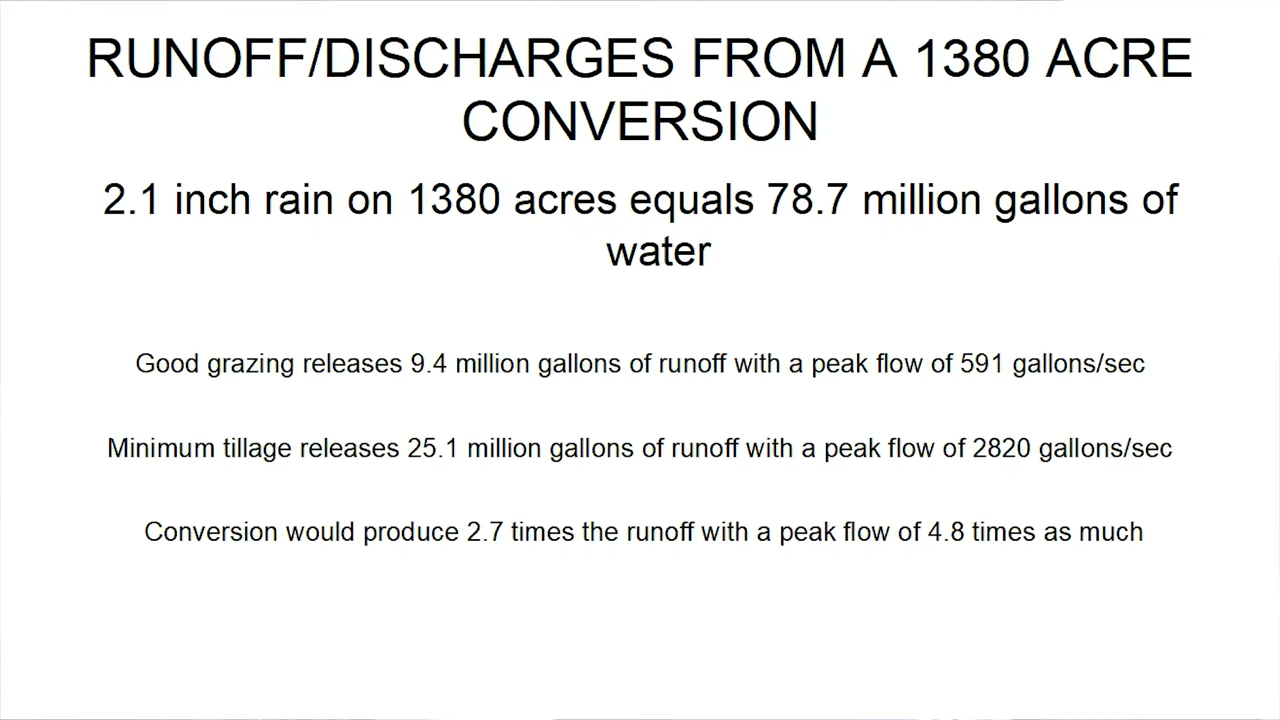 RUNOFF/DISCHARGES FROM A 1380 ACRE
CONVERSION
2.1 inch rain on 1380 acres equals 78.7 million gallons of
water
Good grazing releases 9.4 million gallons of runoff with a peak flow of 591 gallons/sec
Minimum tillage releases 25.1 million gallons of runoff with a peak flow of 2820 gallons/sec
Conversion would produce 2.7 times the runoff with a peak flow of 4.8 times as much